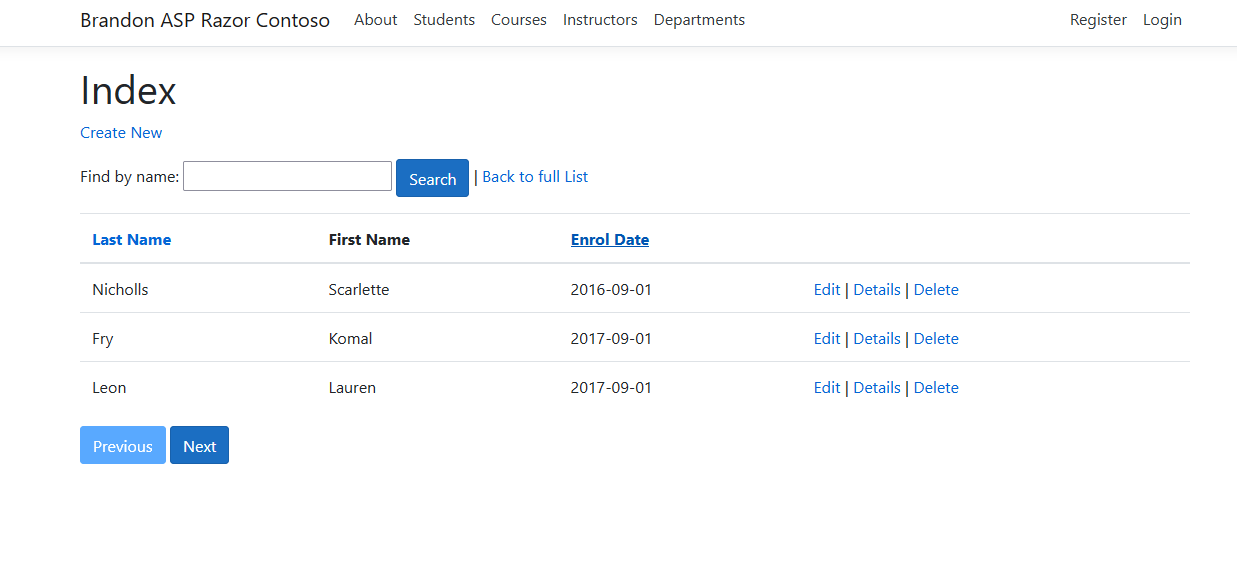 Brandon ASP Razor Contoso About Students Courses Instructors Departments Register Login
Index
Create New
Find by name: Search | Back to full List
Last Name First Name Enrol Date
Nicholls Scarlette 2016-09-01 Edit | Details | Delete
Fry Komal 2017-09-01 Edit | Details | Delete
Leon Lauren 2017-09-01 Edit | Details | Delete
Previous Next